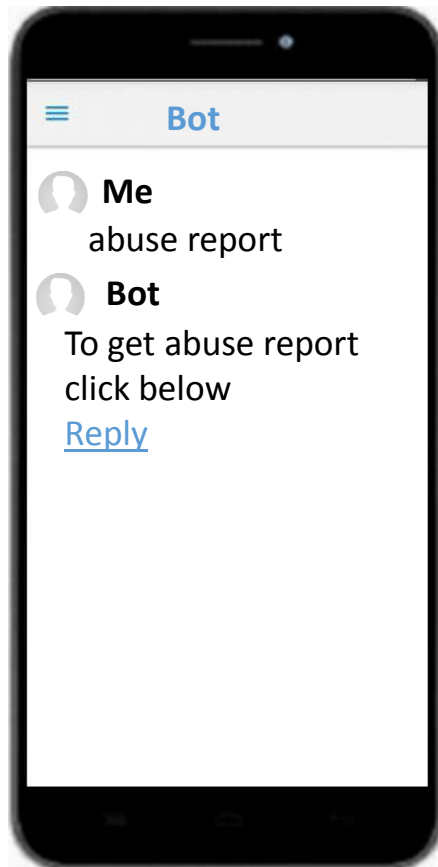 Bot
Me
abuse report
Bot
To get abuse report
click below
Reply